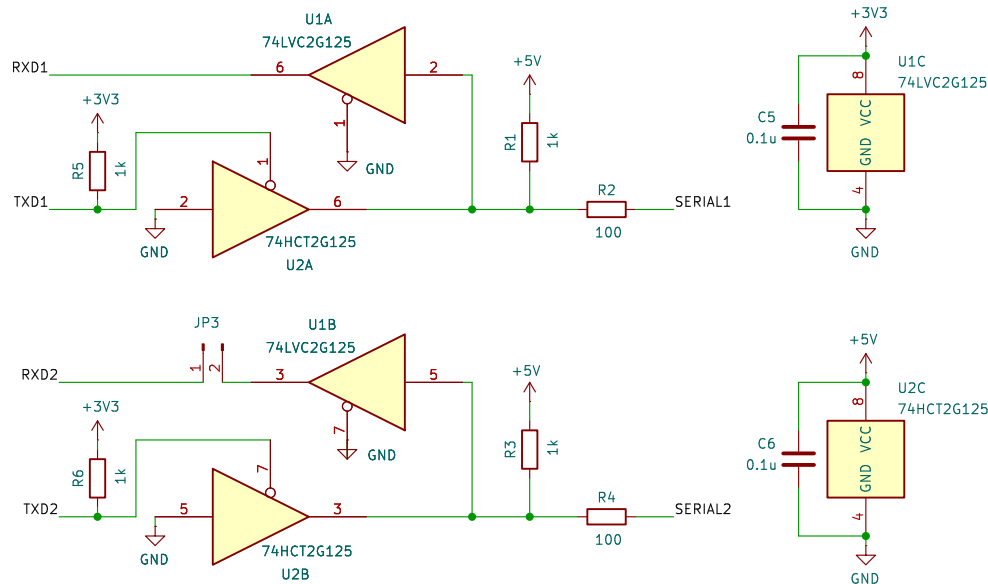 U1A
74LVC2G125
RXD1
6
2
1
GND
+3V3
R5
1k
TXD1
2
1
6
GND
74HCT2G125
U2A
+5V
R1
1k
R2
100
SERIAL1
+3V3
U1C
74LVC2G125
8
VCC
GND
4
C5
0.1u
GND
JP3
1
2
U1B
74LVC2G125
RXD2
3
5
7
GND
+3V3
R6
1k
TXD2
5
7
3
GND
74HCT2G125
U2B
+5V
R3
1k
R4
100
SERIAL2
+5V
U2C
74HCT2G125
8
VCC
GND
4
C6
0.1u
GND